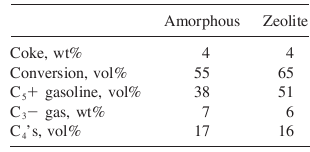 Amorphous Zeolite
Coke, wt% 4 4
Conversion, vol% 55 65
C₅+ gasoline, vol% 38 51
C₃− gas, wt% 7 6
C₄’s, vol% 17 16